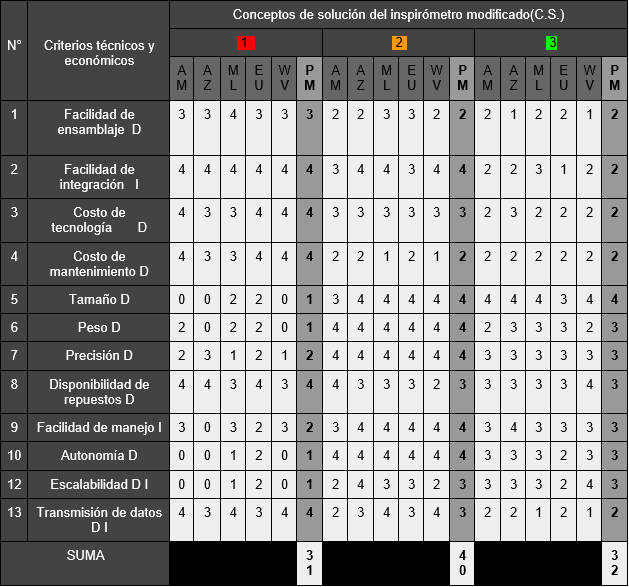 Conceptos de solución del inspirómetro modificado(C.S.)
N° Criterios técnicos y económicos
1 2 3
AM AZ ML EU WV PM AM AZ ML EU WV PM AM AZ ML EU WV PM
1 Facilidad de ensamblaje D 3 3 4 3 3 3 2 2 3 3 2 2 2 1 2 2 1 2
2 Facilidad de integración I 4 4 4 4 4 4 3 4 4 3 4 4 2 2 3 1 2 2
3 Costo de tecnología D 4 3 3 4 4 4 3 3 3 3 3 3 2 3 2 2 2 2
4 Costo de mantenimiento D 4 3 3 4 4 4 2 2 1 2 1 2 2 2 2 2 2 2
5 Tamaño D 0 0 2 2 0 1 3 4 4 4 4 4 4 4 4 3 4 4
6 Peso D 2 0 2 2 0 1 4 4 4 4 4 4 2 3 3 3 2 3
7 Precisión D 2 3 1 2 1 2 4 4 4 4 4 4 3 3 3 3 3 3
8 Disponibilidad de repuestos D 4 4 3 4 3 4 4 3 3 3 2 3 3 3 3 3 4 3
9 Facilidad de manejo I 3 0 3 2 3 2 3 4 4 4 4 4 3 4 3 3 3 3
10 Autonomía D 0 0 1 2 0 1 3 4 4 4 4 4 3 3 3 2 3 3
12 Escalabilidad D I 0 0 1 2 0 1 2 4 3 3 2 3 3 3 3 2 4 3
13 Transmisión de datos D I 4 3 4 3 4 4 2 3 4 3 4 3 2 2 1 2 1 2
SUMA 31 40 32